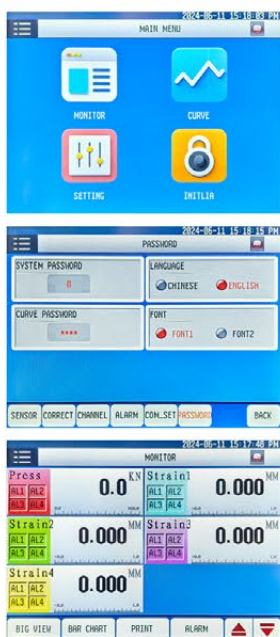 2024-06-11 15:18:03 PM
MAIN MENU
MONITOR
CURVE
SETTING
INITLIA
2024-06-11 15:18:15 PM
PASSWORD
SYSTEM PASSWORD
0
LANGUAGE
CHINESE
ENGLISH
CURVE PASSWORD
****
FONT
FONT1
FONT2
SENSOR CORRECT CHANNEL ALARM COM_SET PASSWORD BACK
2024-06-11 15:17:40 PM
MONITOR
Press KN
AL1 AL2
AL3 AL4
0.0
Strain1 MM
AL1 AL2
AL3 AL4
0.000
Strain2 MM
AL1 AL2
AL3 AL4
0.000
Strain3 MM
AL1 AL2
AL3 AL4
0.000
Strain4 MM
AL1 AL2
AL3 AL4
0.000
BIG VIEW BAR CHART PRINT ALARM